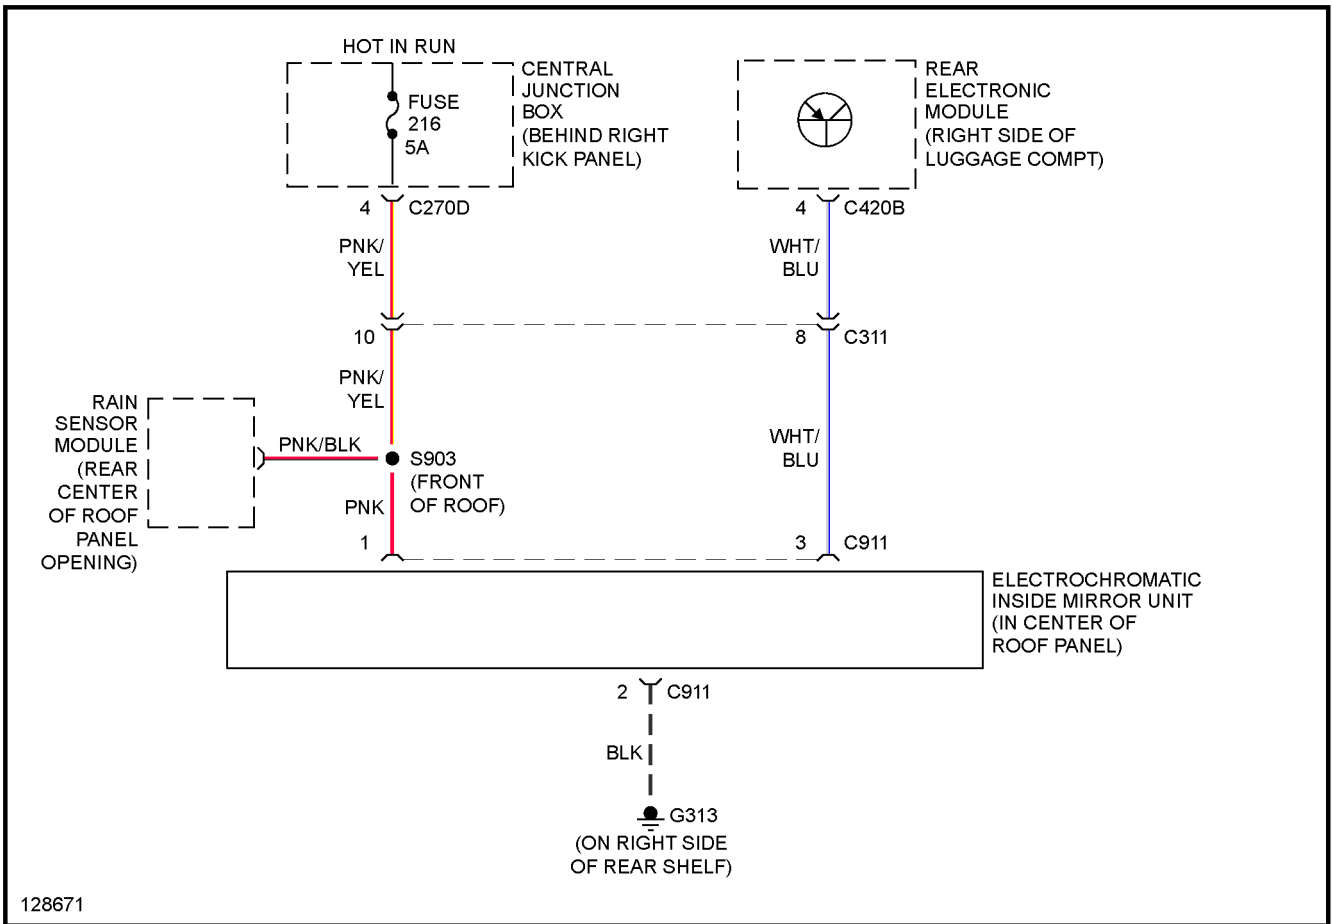 HOT IN RUN
FUSE
216
5A
CENTRAL
JUNCTION
BOX
(BEHIND RIGHT
KICK PANEL)
REAR
ELECTRONIC
MODULE
(RIGHT SIDE OF
LUGGAGE COMPT)
4 C270D
4 C420B
PNK/
YEL
WHT/
BLU
10
8 C311
PNK/
YEL
RAIN
SENSOR
MODULE
(REAR
CENTER
OF ROOF
PANEL
OPENING)
PNK/BLK
S903
(FRONT
OF ROOF)
WHT/
BLU
PNK
1
3 C911
ELECTROCHROMATIC
INSIDE MIRROR UNIT
(IN CENTER OF
ROOF PANEL)
2 C911
BLK
G313
(ON RIGHT SIDE
OF REAR SHELF)
128671